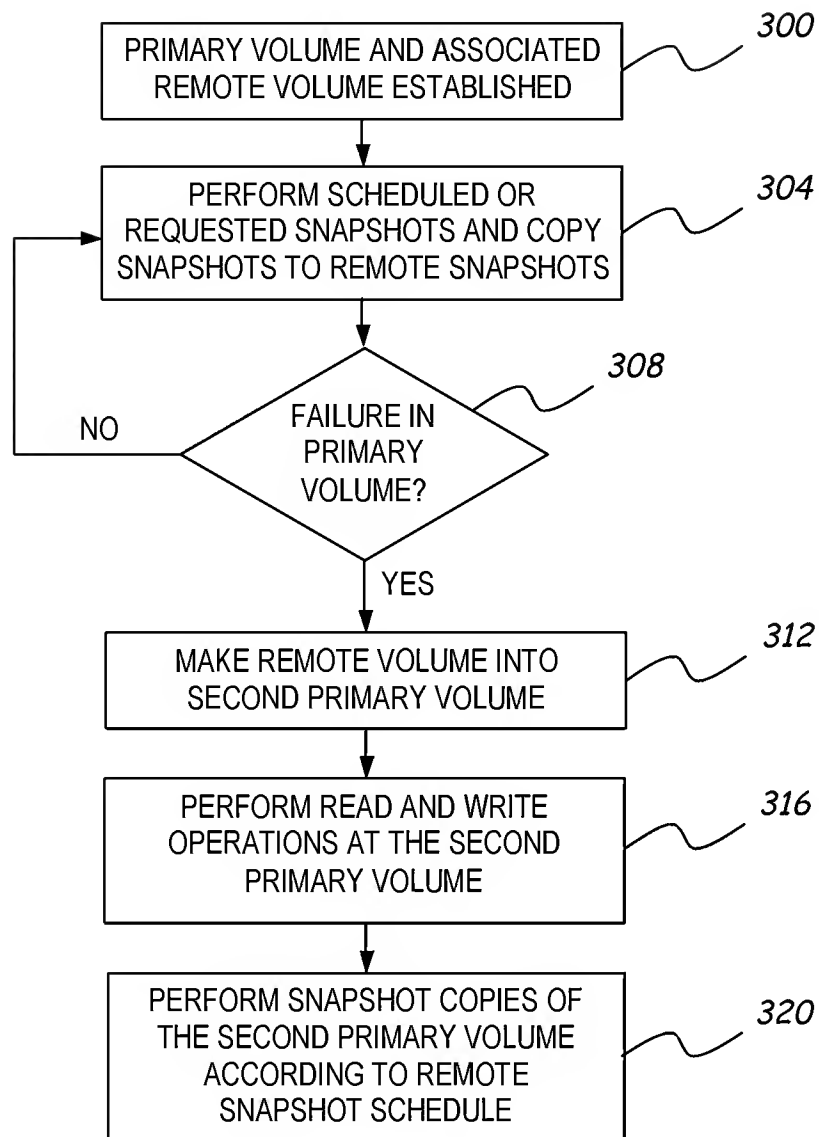 PRIMARY VOLUME AND ASSOCIATED
REMOTE VOLUME ESTABLISHED
300
PERFORM SCHEDULED OR
REQUESTED SNAPSHOTS AND COPY
SNAPSHOTS TO REMOTE SNAPSHOTS
304
FAILURE IN
PRIMARY
VOLUME?
308
NO
YES
MAKE REMOTE VOLUME INTO
SECOND PRIMARY VOLUME
312
PERFORM READ AND WRITE
OPERATIONS AT THE SECOND
PRIMARY VOLUME
316
PERFORM SNAPSHOT COPIES OF
THE SECOND PRIMARY VOLUME
ACCORDING TO REMOTE
SNAPSHOT SCHEDULE
320